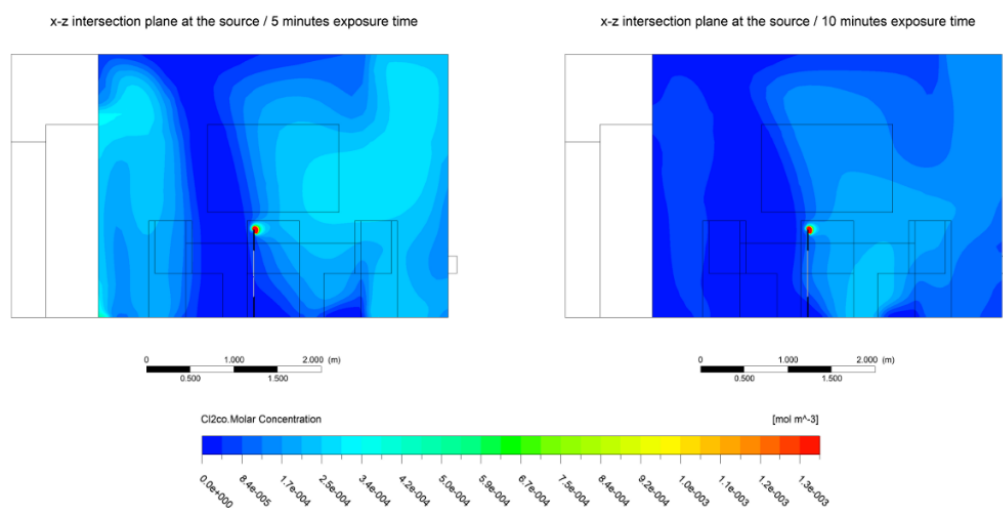 x-z intersection plane at the source / 5 minutes exposure time
x-z intersection plane at the source / 10 minutes exposure time
0 1.000 2.000 (m)
0.500 1.500
0 1.000 2.000 (m)
0.500 1.500
Cl2co.Molar Concentration [mol m^-3]
0.0e+000
8.4e-005
1.7e-004
2.5e-004
3.4e-004
4.2e-004
5.0e-004
5.9e-004
6.7e-004
7.5e-004
8.4e-004
9.2e-004
1.0e-003
1.1e-003
1.2e-003
1.3e-003